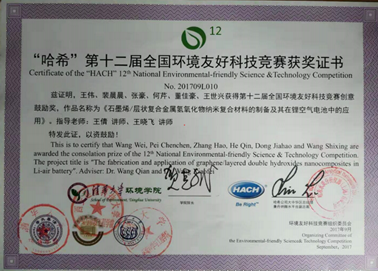 12
“哈希”第十二届全国环境友好科技竞赛获奖证书
Certificate of the “HACH” 12th National Environmental-friendly Science &Technology Competition
No. 201709L010
兹证明，王伟、裴晨晨、张豪、何芹、董佳豪、王世兴获得第十二届全国环境友好科技竞赛创意
鼓励奖，作品名称为《石墨烯/层状复合金属氢氧化物纳米复合材料的制备及其在锂空气电池中的应
用》，指导老师：王倩 讲师、王晓飞 讲师
特发此证，以资鼓励！
This is to certify that Wang Wei, Pei Chenchen, Zhang Hao, He Qin, Dong Jiahao and Wang Shixing are
awarded the consolation prize of the 12th National Environmental-friendly Science & Technology Competition.
The project title is "The fabrication and application of graphene/layered double hydroxides nanocomposites in
Li-air battery". Adviser: Dr. Wang Qian and
清华大学 环境学院
School of Environment, Tsinghua University
HACH
Be Right™
环境友好科技竞赛组织委员会
2017年9月
Organizing Committee of
the Environmental-friendly Science& Technology Competition
September, 2017